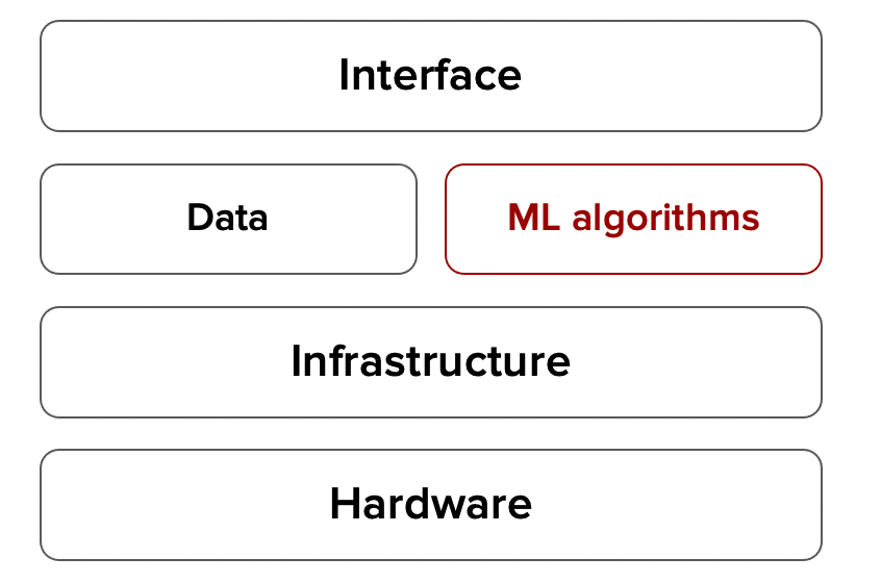 Interface
Data
ML algorithms
Infrastructure
Hardware